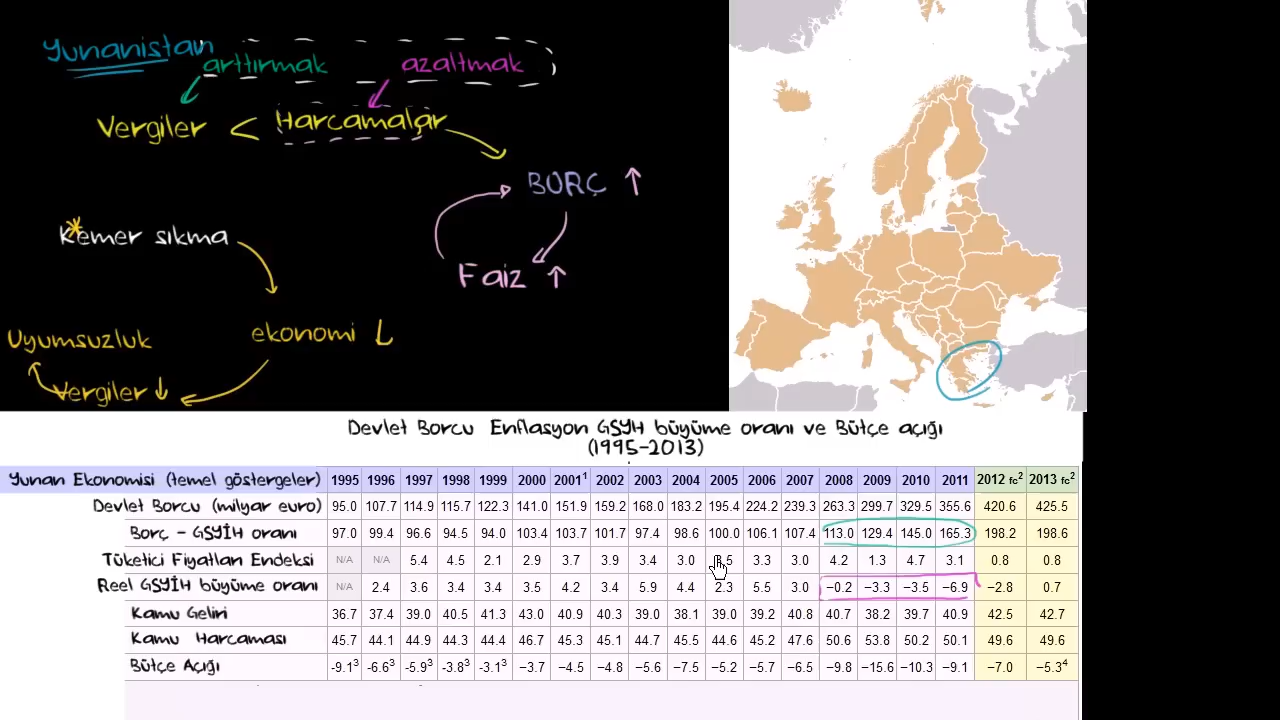 Yunanistan
arttırmak azaltmak
Vergiler < Harcamalar
BORÇ ↑
*
Kemer sıkma
Faiz ↑
ekonomi ↓
Uyumsuzluk
Vergiler ↓
Devlet Borcu Enflasyon GSYH büyüme oranı ve Bütçe açığı
(1995-2013)
Yunan Ekonomisi (temel göstergeler) 1995 1996 1997 1998 1999 2000 2001¹ 2002 2003 2004 2005 2006 2007 2008 2009 2010 2011 2012 fc² 2013 fc²
Devlet Borcu (milyar euro) 95.0 107.7 114.9 115.7 122.3 141.0 151.9 159.2 168.0 183.2 195.4 224.2 239.3 263.3 299.7 329.5 355.6 420.6 425.5
Borç - GSYİH oranı 97.0 99.4 96.6 94.5 94.0 103.4 103.7 101.7 97.4 98.6 100.0 106.1 107.4 113.0 129.4 145.0 165.3 198.2 198.6
Tüketici Fiyatları Endeksi N/A N/A 5.4 4.5 2.1 2.9 3.7 3.9 3.4 3.0 3.3 3.0 4.2 1.3 4.7 3.1 0.8 0.8
Reel GSYİH büyüme oranı N/A 2.4 3.6 3.4 3.4 3.5 4.2 3.4 5.9 4.4 2.3 5.5 3.0 −0.2 −3.3 −3.5 −6.9 −2.8 0.7
Kamu Geliri 36.7 37.4 39.0 40.5 41.3 43.0 40.9 40.3 39.0 38.1 39.0 39.2 40.8 40.7 38.2 39.7 40.9 42.5 42.7
Kamu Harcaması 45.7 44.1 44.9 44.3 44.4 46.7 45.3 45.1 44.7 45.5 44.6 45.2 47.6 50.6 53.8 50.2 50.1 49.6 49.6
Bütçe Açığı -9.1³ -6.6³ -5.9³ -3.8³ -3.1³ −3.7 −4.5 −4.8 −5.6 −7.5 −5.2 −5.7 −6.5 −9.8 −15.6 −10.3 −9.1 −7.0 −5.3⁴